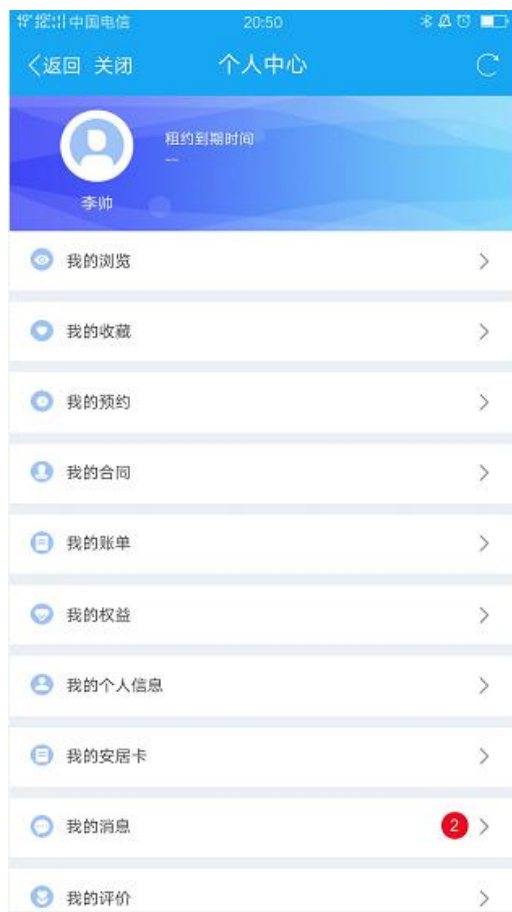 中国电信 20:50
返回 关闭 个人中心
租约到期时间
--
李帅
我的浏览
我的收藏
我的预约
我的合同
我的账单
我的权益
我的个人信息
我的安居卡
我的消息 2
我的评价